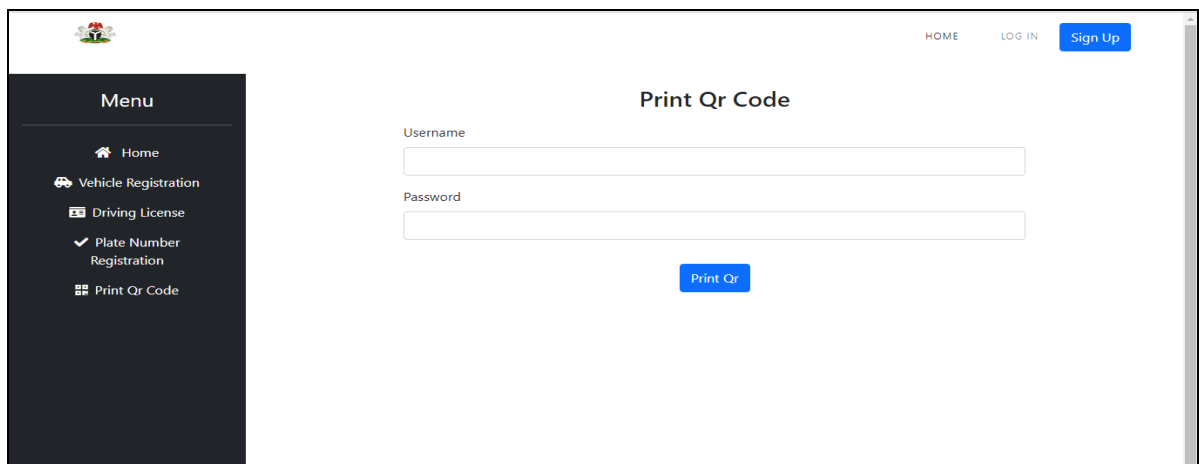 HOME LOG IN Sign Up
Menu
Home
Vehicle Registration
Driving License
Plate Number
Registration
Print Qr Code
Print Qr Code
Username
Password
Print Qr